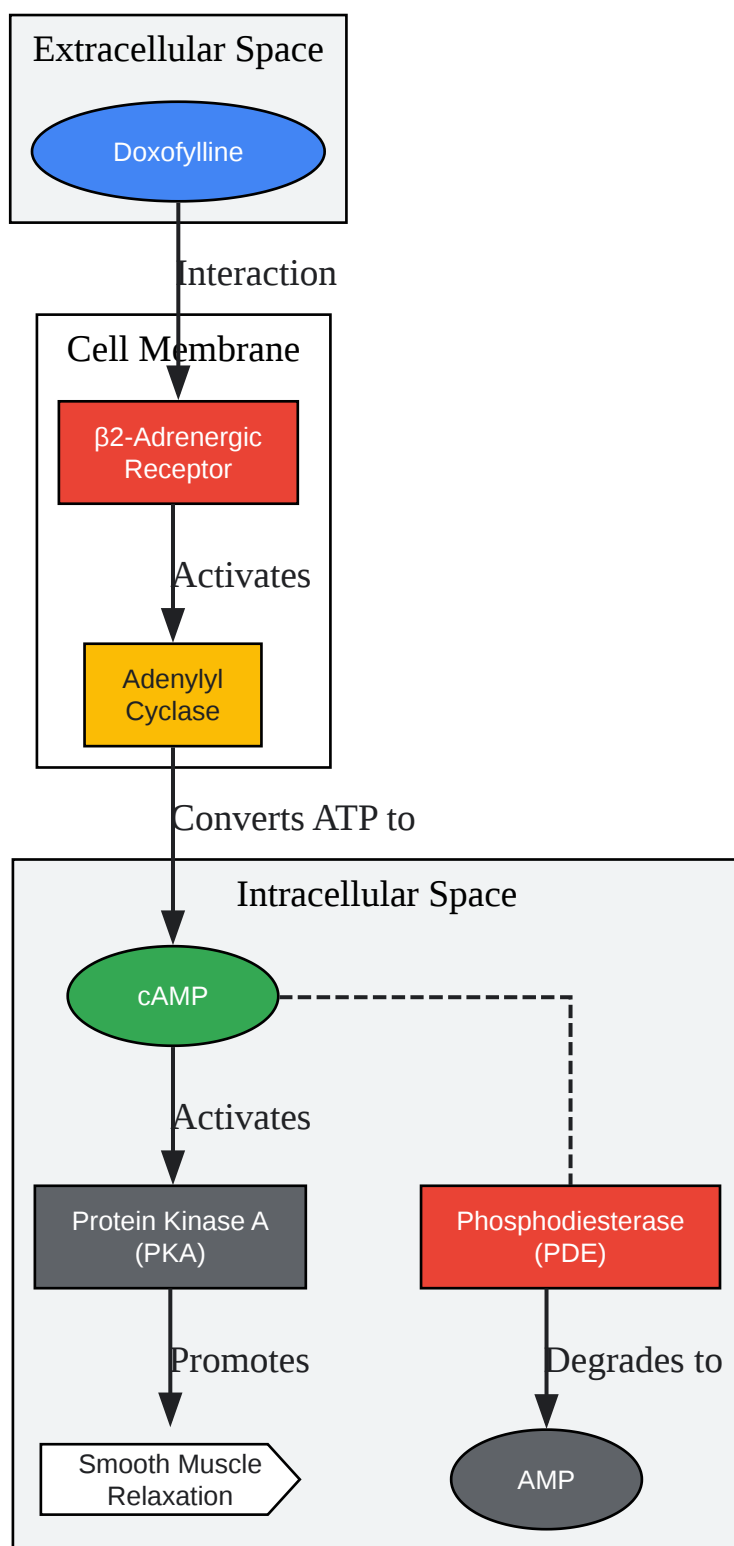 Extracellular Space
Doxofylline
Interaction
Cell Membrane
β2-Adrenergic
Receptor
Activates
Adenylyl
Cyclase
Converts ATP to
Intracellular Space
cAMP
Activates
Protein Kinase A
(PKA)
Phosphodiesterase
(PDE)
Promotes
Degrades to
Smooth Muscle
Relaxation
AMP